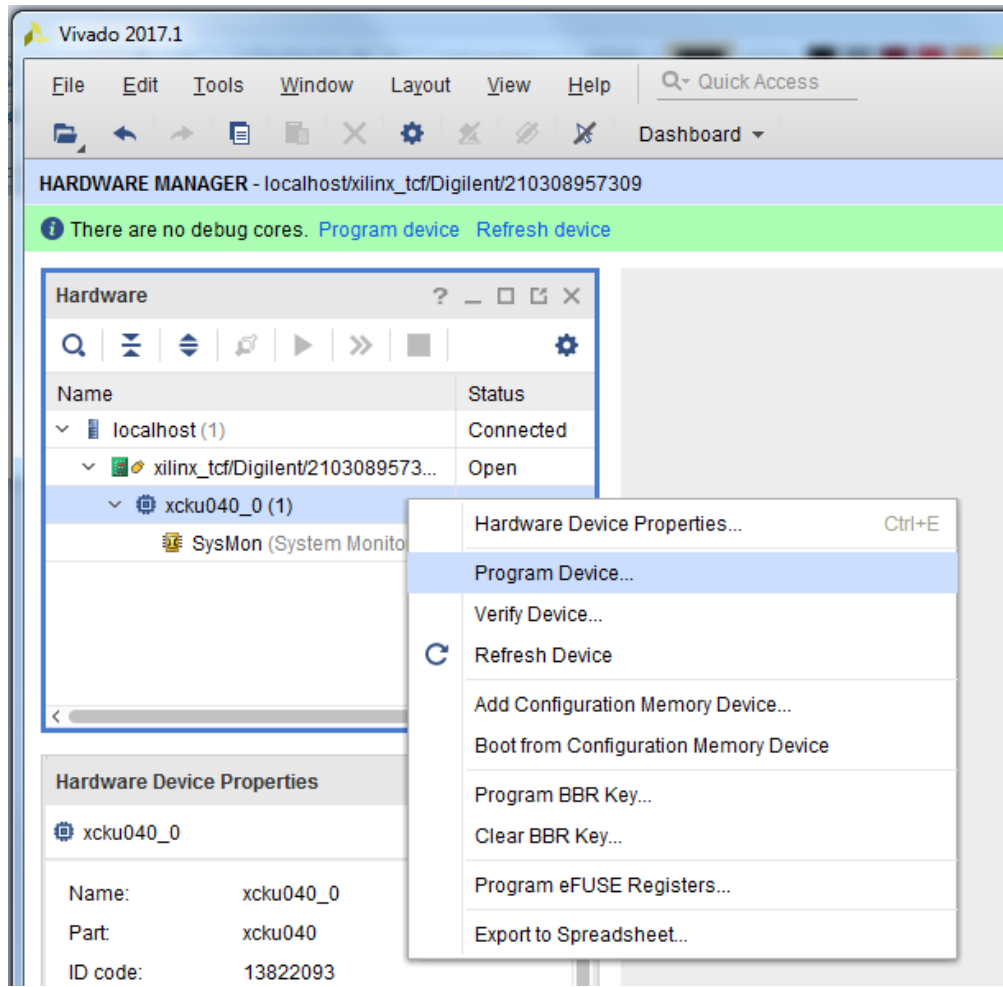 Vivado 2017.1
File Edit Tools Window Layout View Help Quick Access
Dashboard
HARDWARE MANAGER - localhost/xilinx_tcf/Digilent/210308957309
There are no debug cores. Program device Refresh device
Hardware ?
Name Status
localhost (1) Connected
xilinx_tcf/Digilent/2103089573... Open
xcku040_0 (1)
SysMon (System Monito
Hardware Device Properties... Ctrl+E
Program Device...
Verify Device...
Refresh Device
Add Configuration Memory Device...
Boot from Configuration Memory Device
Program BBR Key...
Clear BBR Key...
Program eFUSE Registers...
Export to Spreadsheet...
Hardware Device Properties
xcku040_0
Name: xcku040_0
Part: xcku040
ID code: 13822093